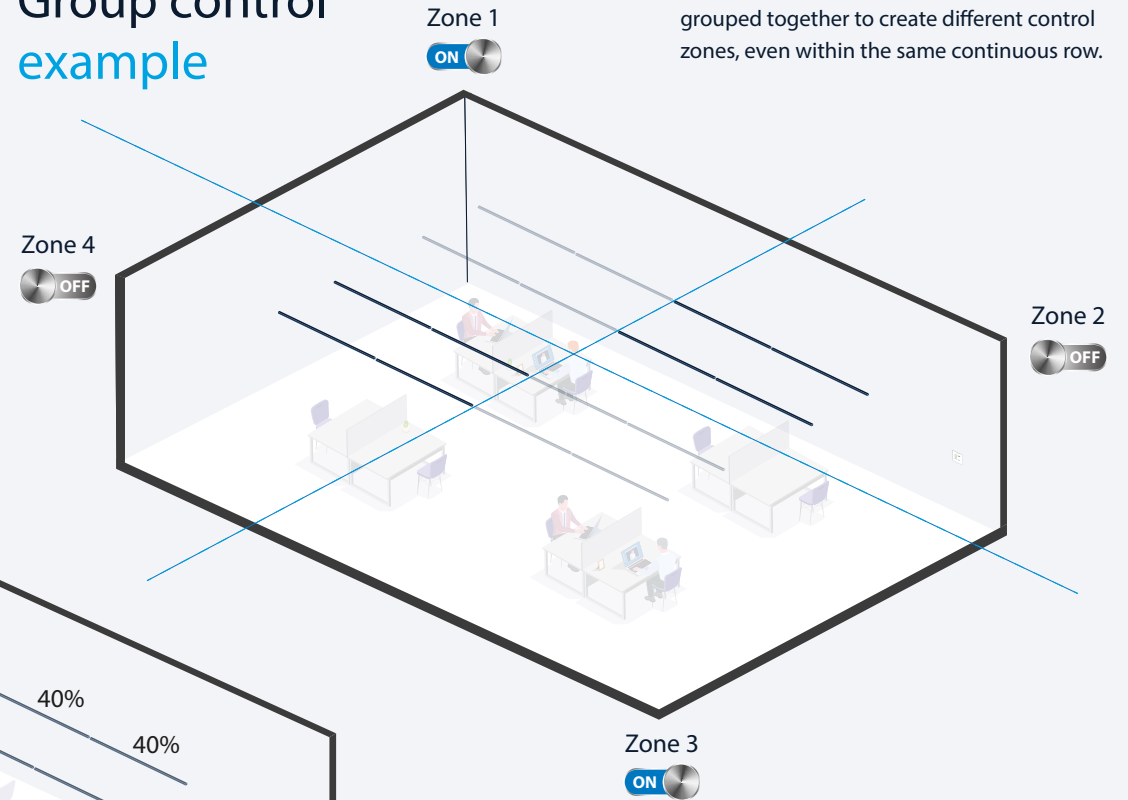 Group control
example
grouped together to create different control
zones, even within the same continuous row.
Zone 1
ON
Zone 4
OFF
Zone 2
OFF
40%
40%
Zone 3
ON